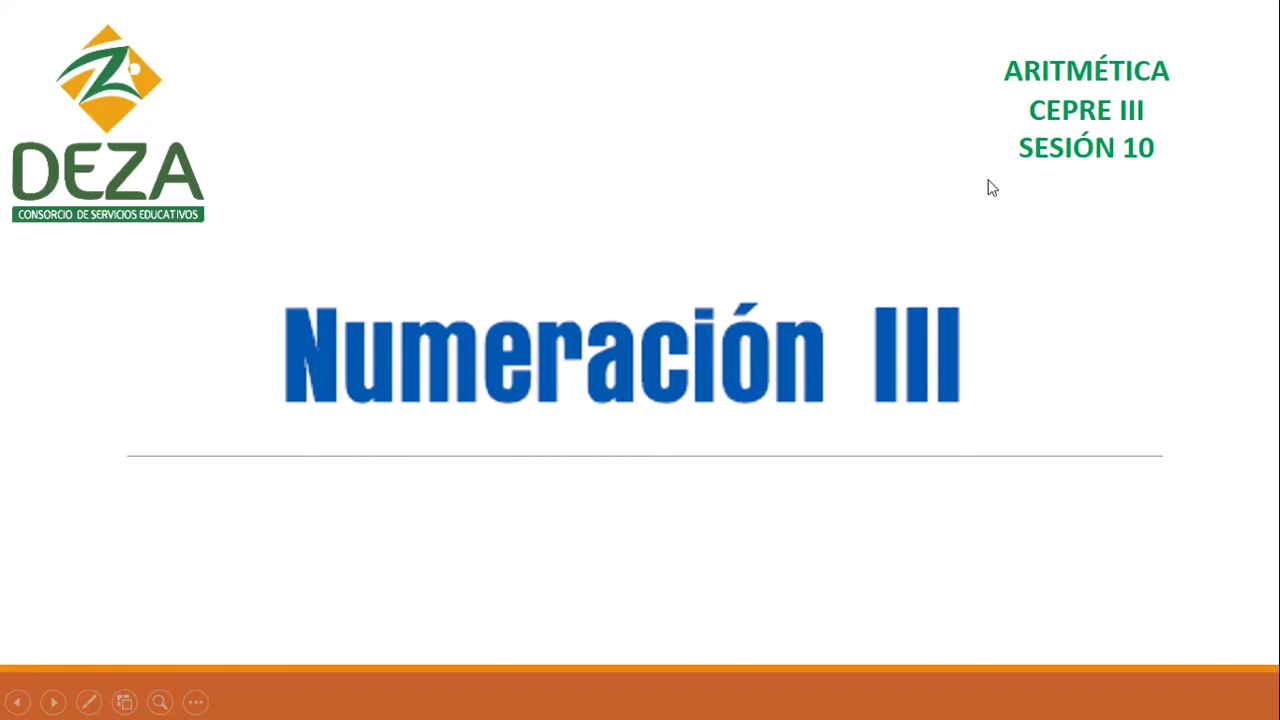 DEZA
CONSORCIO DE SERVICIOS EDUCATIVOS
ARITMÉTICA
CEPRE III
SESIÓN 10
Numeración III